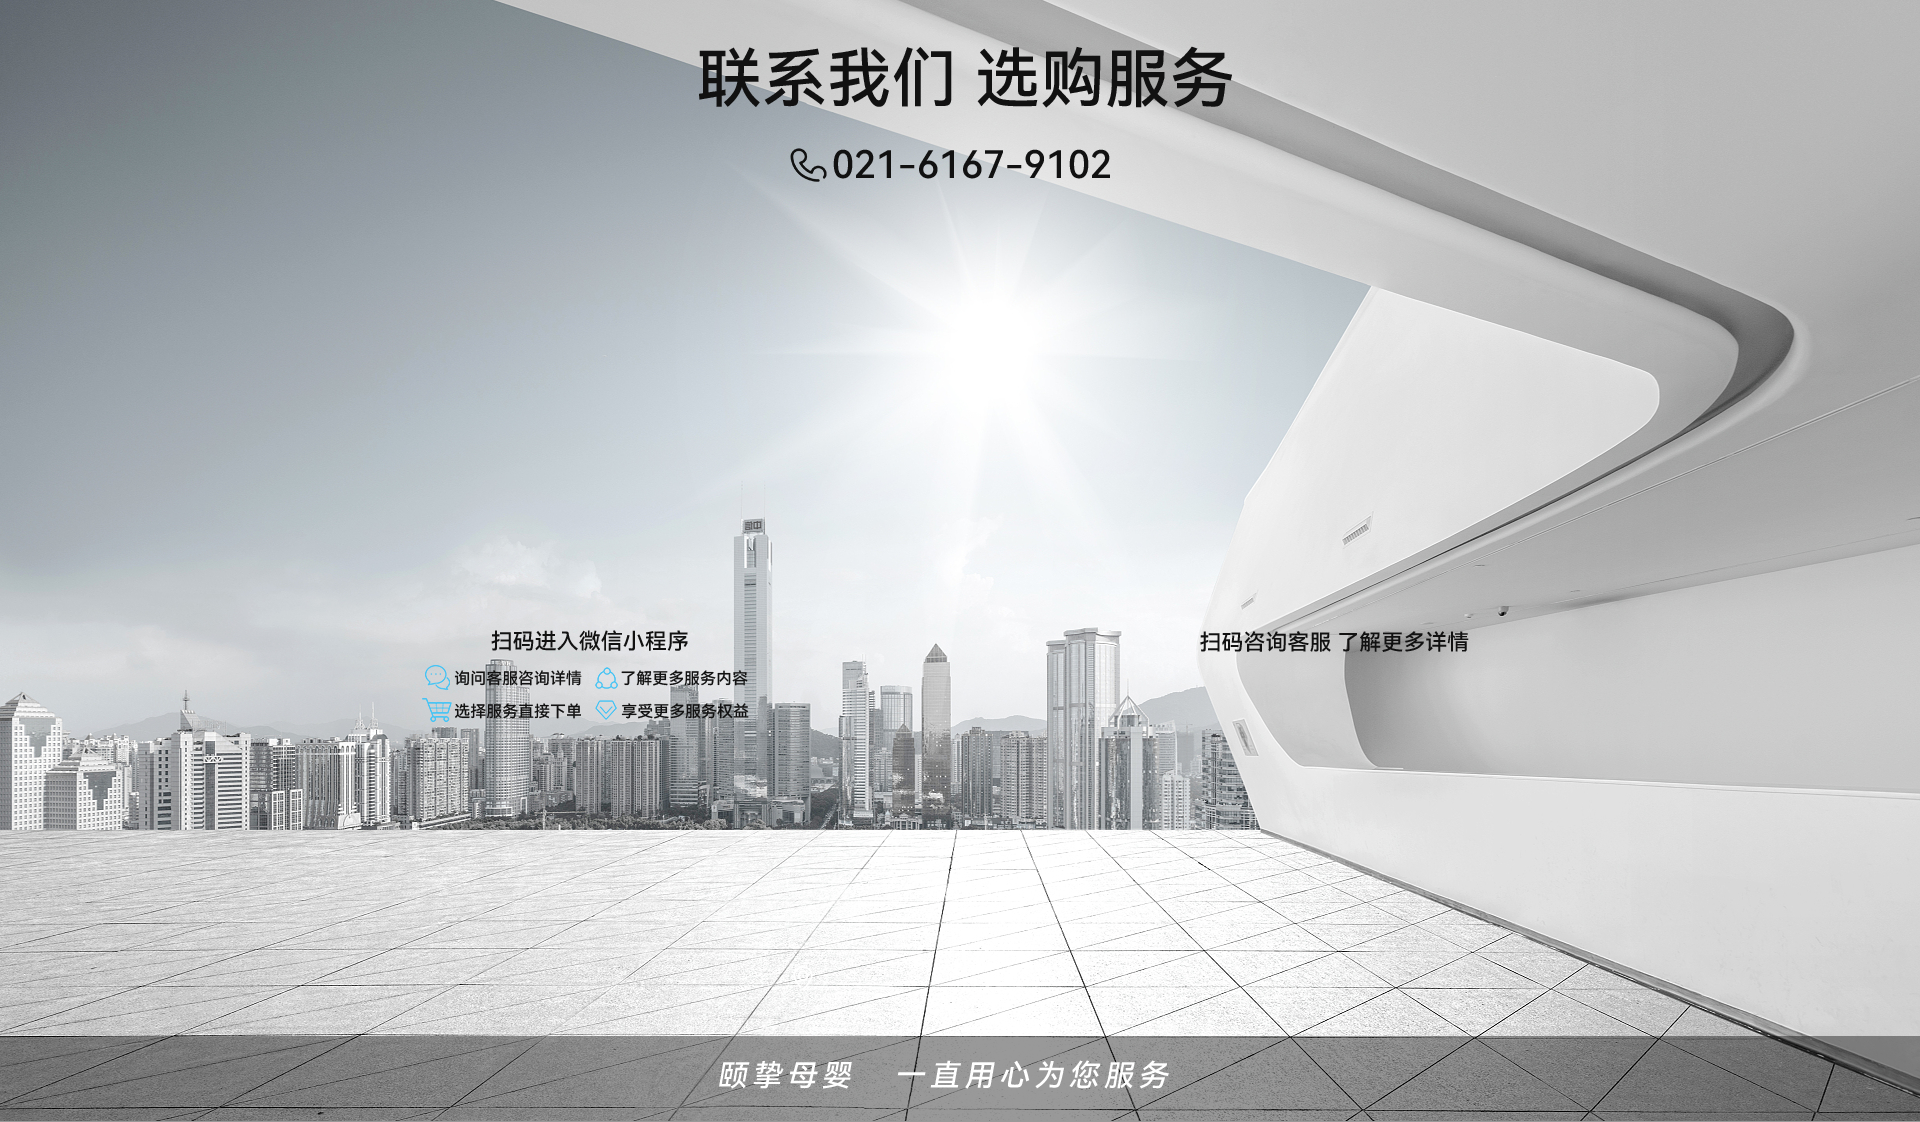 联系我们 选购服务
021-6167-9102
扫码进入微信小程序
询问客服咨询详情 了解更多服务内容
选择服务直接下单 享受更多服务权益
扫码咨询客服 了解更多详情
颐挚母婴 一直用心为您服务